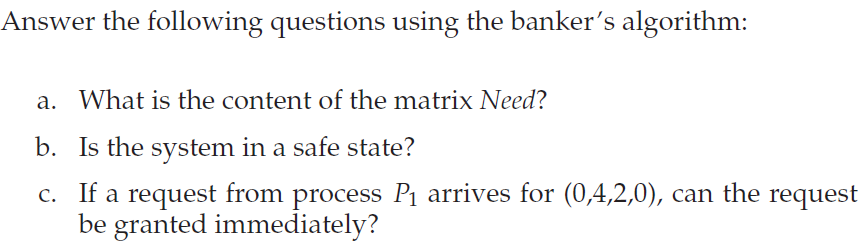 Answer the following questions using the banker’s algorithm:
a. What is the content of the matrix Need?
b. Is the system in a safe state?
c. If a request from process P₁ arrives for (0,4,2,0), can the request
be granted immediately?